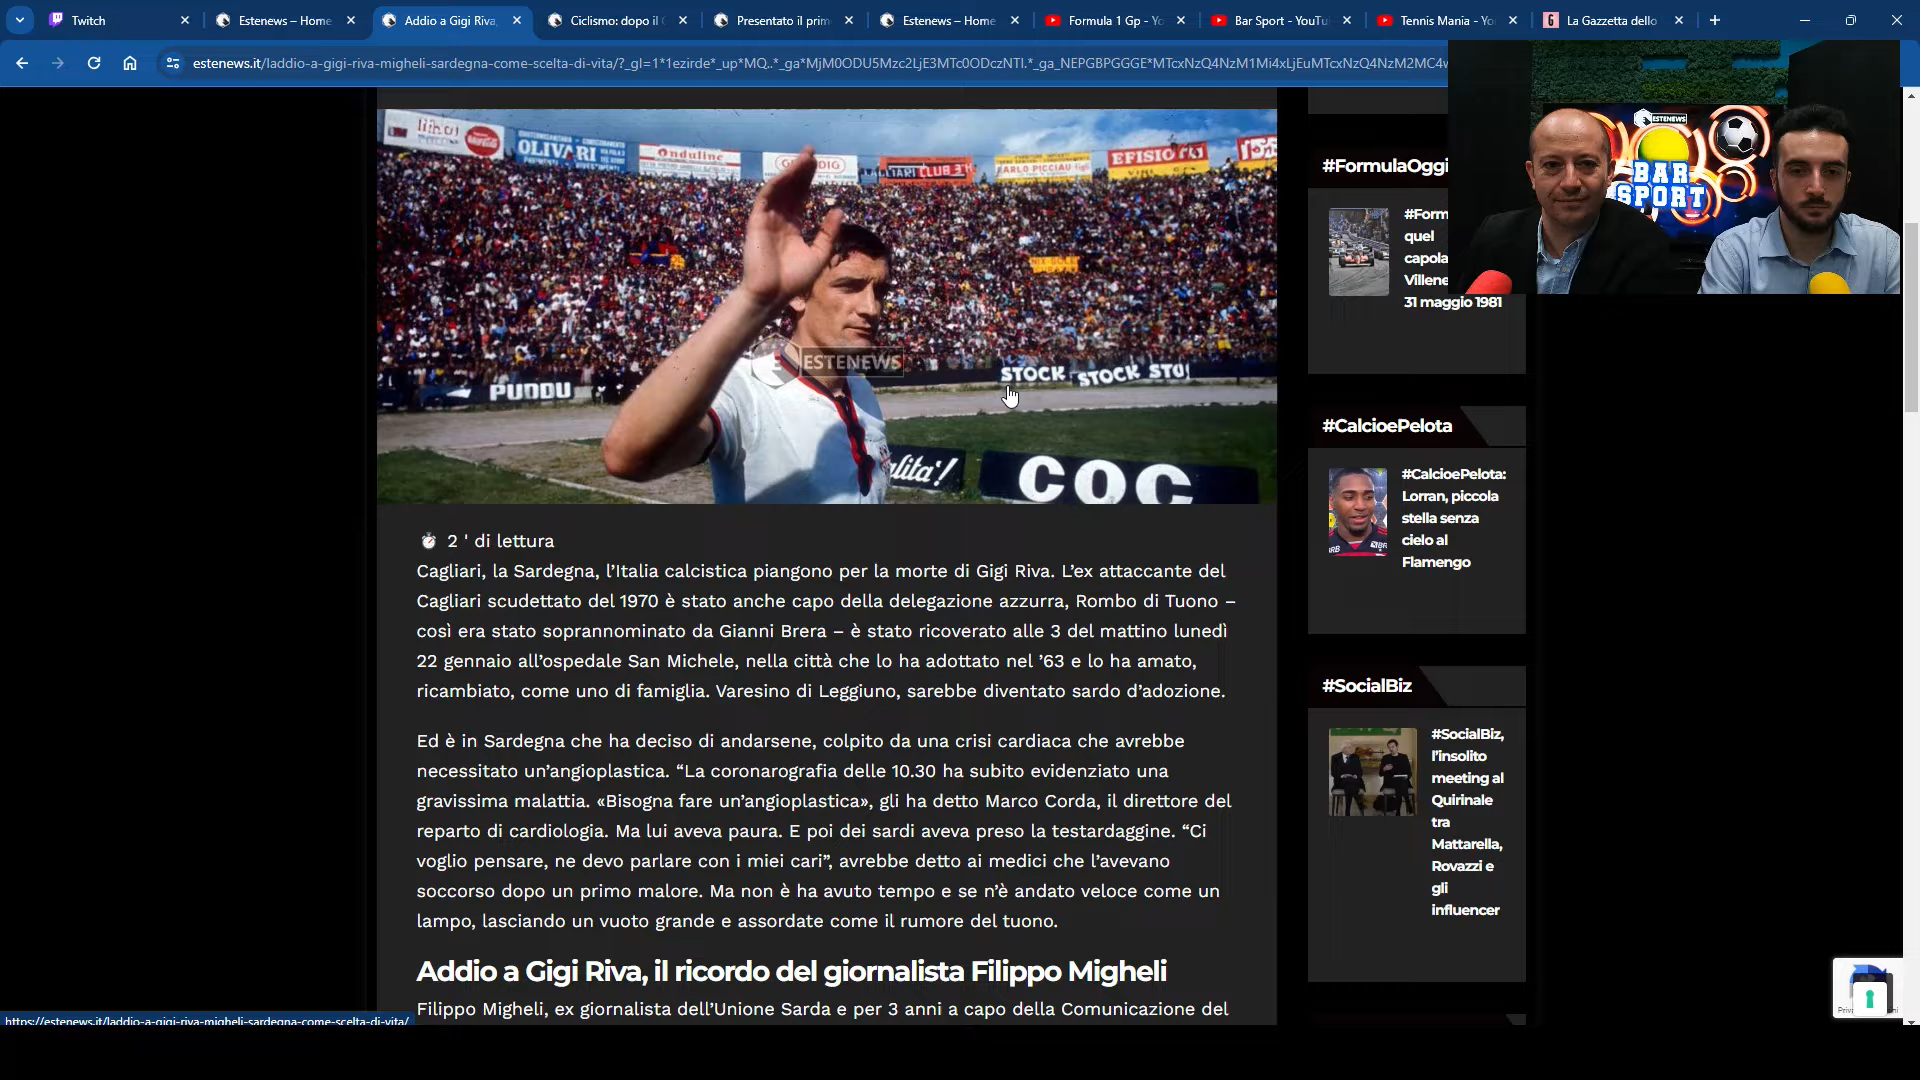 Twitch
Estenews – Home
Addio a Gigi Riva,
Ciclismo: dopo il
Presentato il prim
Estenews – Home
Formula 1 Gp - Yo
Bar Sport - YouTu
Tennis Mania - Yo
La Gazzetta dello
estenews.it/laddio-a-gigi-riva-migheli-sardegna-come-scelta-di-vita/?_gl=1*1ezirde*_up*MQ..*_ga*MjM0ODU5Mzc2LjE3MTc0ODczNTI.*_ga_NEPGBPGGGE*MTcxNzQ4NzM1Mi4xLjEuMTcxNzQ4NzM2MC4w
OLIVARI
Onduline
CLUB
CARLO PICCIAU
EFISIO
ESTENEWS
PUDDU
STOCK STOCK
alita'!
COC
ESTENEWS
BAR
SPORT
2 ' di lettura
Cagliari, la Sardegna, l’Italia calcistica piangono per la morte di Gigi Riva. L’ex attaccante del
Cagliari scudettato del 1970 è stato anche capo della delegazione azzurra, Rombo di Tuono –
così era stato soprannominato da Gianni Brera – è stato ricoverato alle 3 del mattino lunedì
22 gennaio all’ospedale San Michele, nella città che lo ha adottato nel ’63 e lo ha amato,
ricambiato, come uno di famiglia. Varesino di Leggiuno, sarebbe diventato sardo d’adozione.
Ed è in Sardegna che ha deciso di andarsene, colpito da una crisi cardiaca che avrebbe
necessitato un’angioplastica. “La coronarografia delle 10.30 ha subito evidenziato una
gravissima malattia. «Bisogna fare un’angioplastica», gli ha detto Marco Corda, il direttore del
reparto di cardiologia. Ma lui aveva paura. E poi dei sardi aveva preso la testardaggine. “Ci
voglio pensare, ne devo parlare con i miei cari”, avrebbe detto ai medici che l’avevano
soccorso dopo un primo malore. Ma non è ha avuto tempo e se n’è andato veloce come un
lampo, lasciando un vuoto grande e assordate come il rumore del tuono.
Addio a Gigi Riva, il ricordo del giornalista Filippo Migheli
Filippo Migheli, ex giornalista dell’Unione Sarda e per 3 anni a capo della Comunicazione del
#FormulaOggi
#Form
quel
capola
Villene
31 maggio 1981
#CalcioePelota
#CalcioePelota:
Lorran, piccola
stella senza
cielo al
Flamengo
#SocialBiz
#SocialBiz,
l’insolito
meeting al
Quirinale
tra
Mattarella,
Rovazzi e
gli
influencer
https://estenews.it/laddio-a-gigi-riva-migheli-sardegna-come-scelta-di-vita/